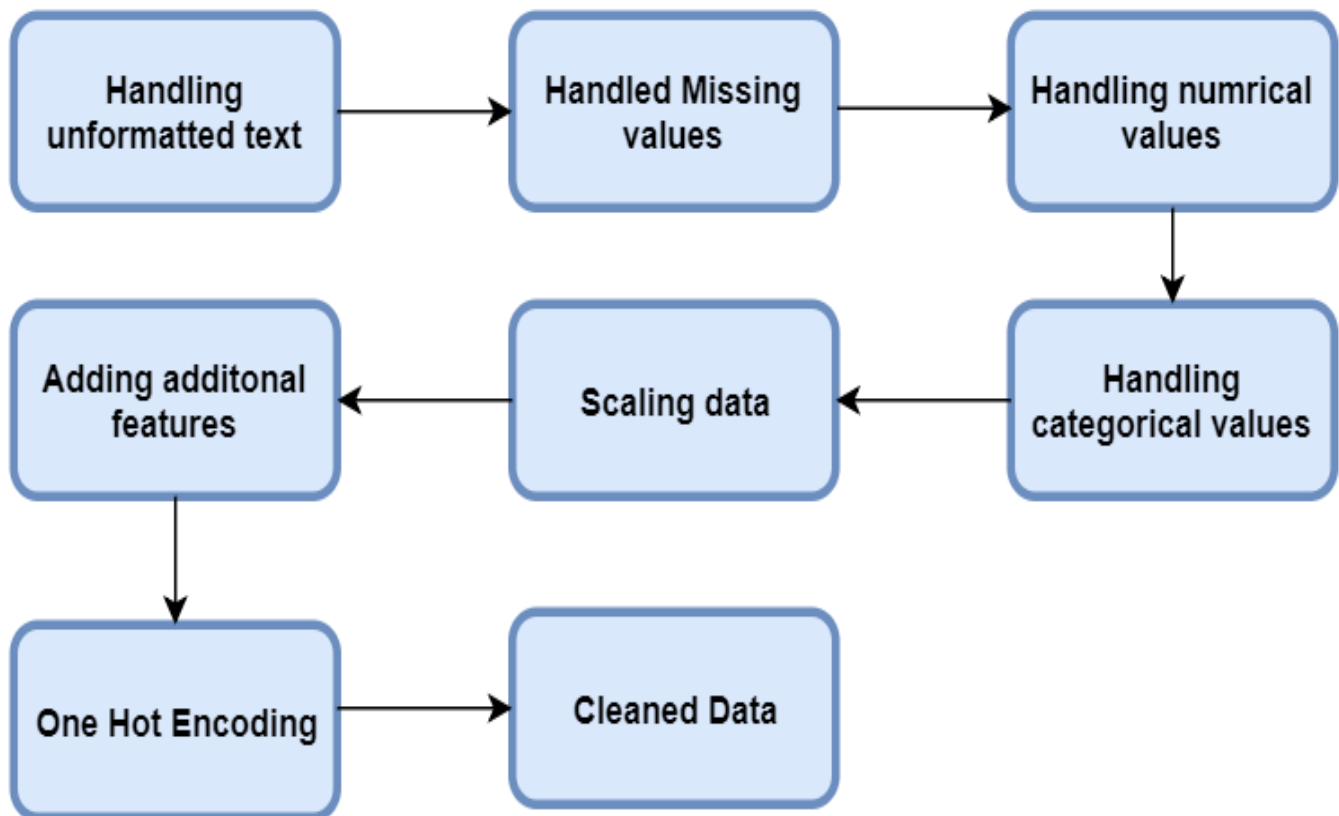 Handling
unformatted text
Handled Missing
values
Handling numrical
values
Handling
categorical values
Scaling data
Adding additonal
features
One Hot Encoding
Cleaned Data